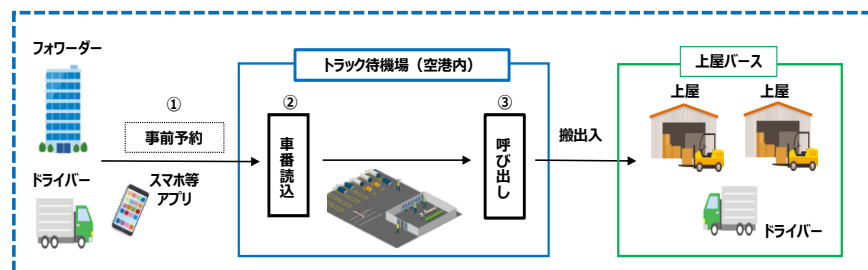 フォワーダー
①
事前予約
ドライバー
スマホ等
アプリ
トラック待機場（空港内）
②
車番読込
③
呼び出し
搬出入
上屋バース
上屋
上屋
ドライバー